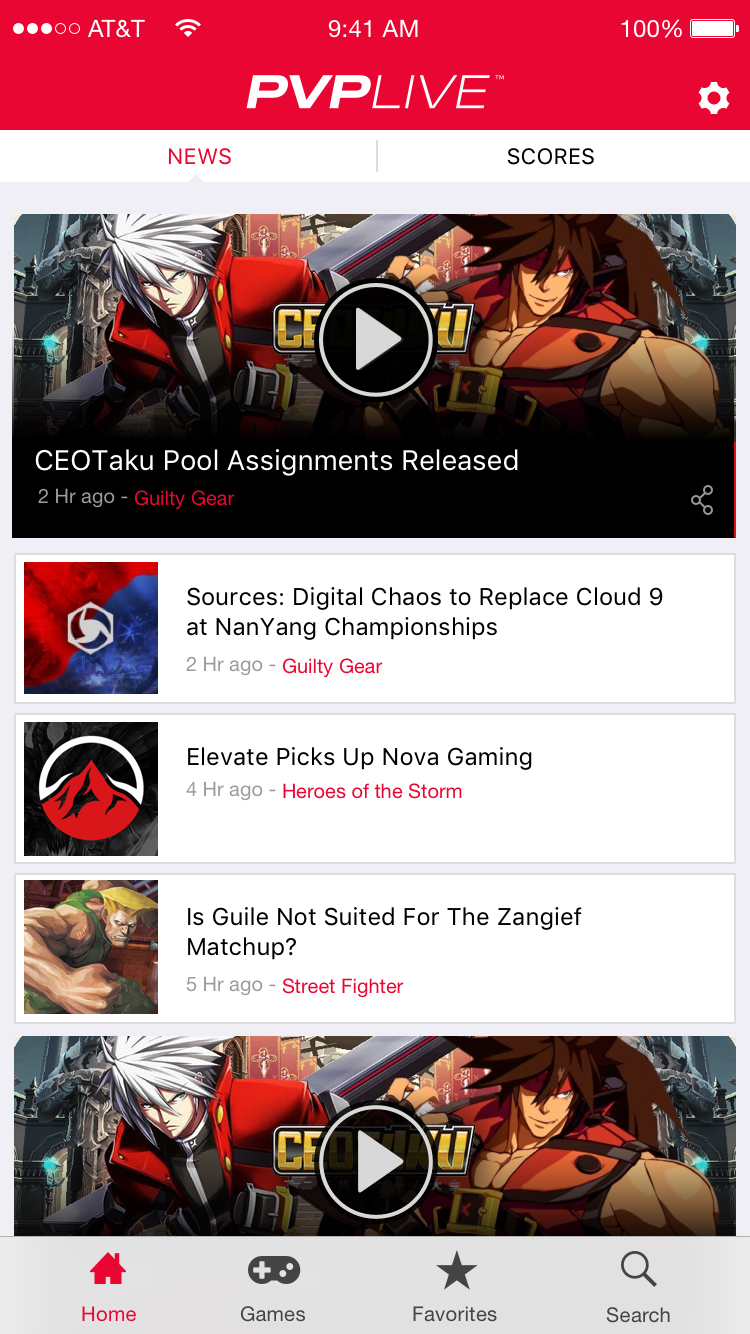 AT&T 9:41 AM 100%
PVPLIVE™
NEWS SCORES
CEOTaku Pool Assignments Released
2 Hr ago - Guilty Gear
Sources: Digital Chaos to Replace Cloud 9
at NanYang Championships
2 Hr ago - Guilty Gear
Elevate Picks Up Nova Gaming
4 Hr ago - Heroes of the Storm
Is Guile Not Suited For The Zangief
Matchup?
5 Hr ago - Street Fighter
Home Games Favorites Search